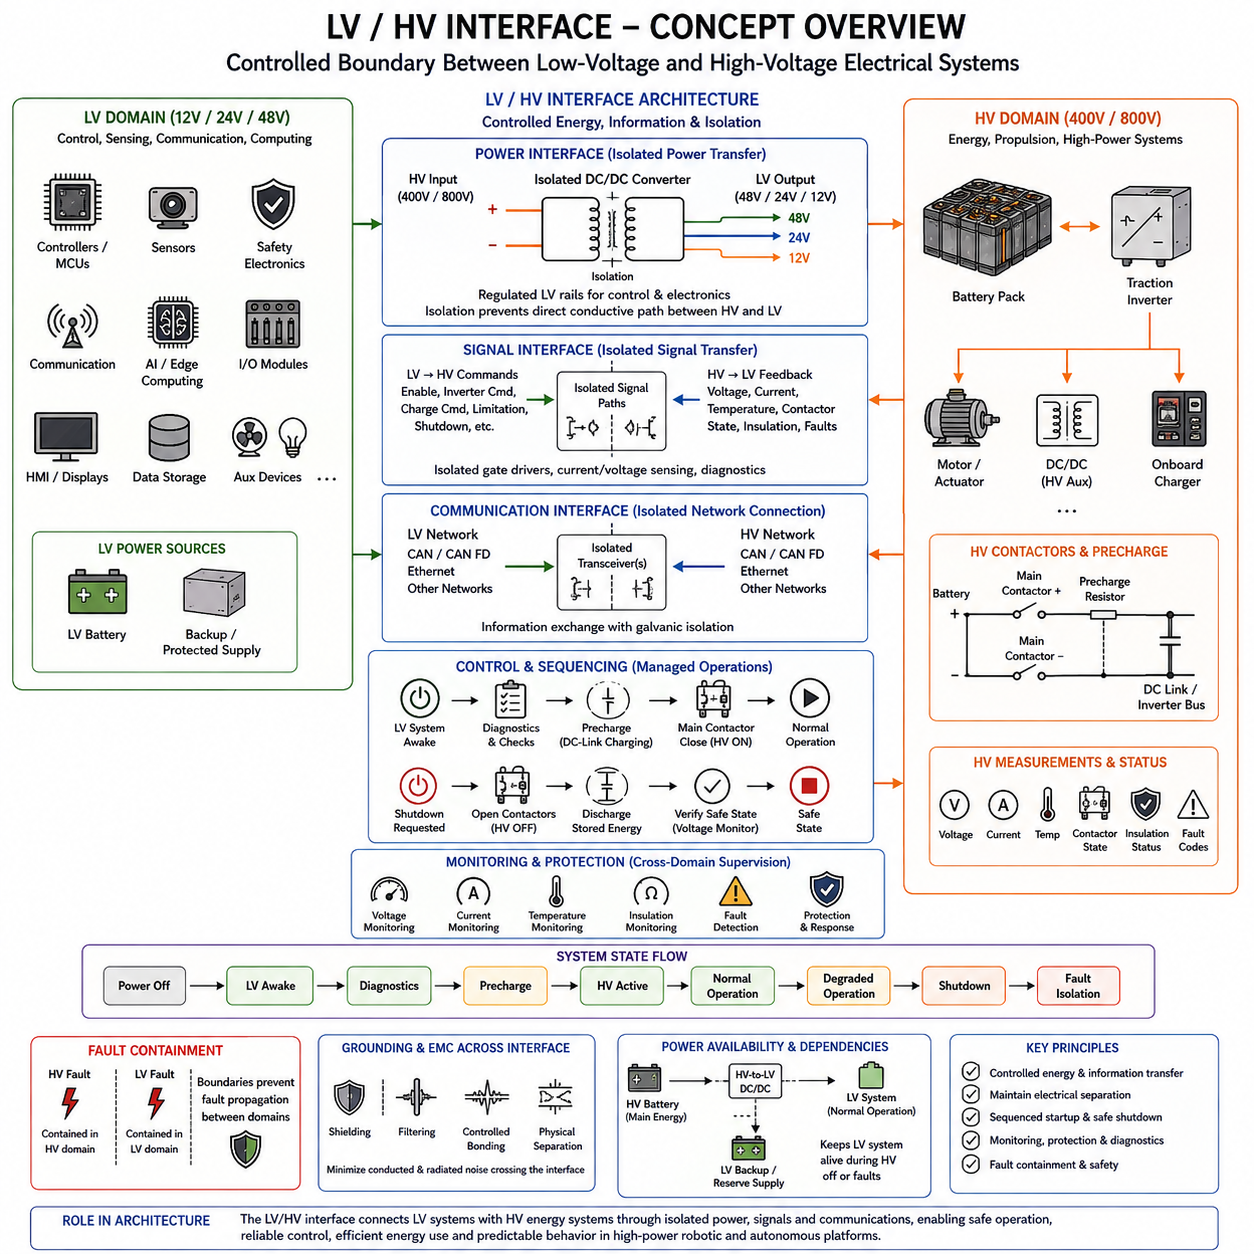 LV / HV INTERFACE – CONCEPT OVERVIEW
Controlled Boundary Between Low-Voltage and High-Voltage Electrical Systems
LV DOMAIN (12V / 24V / 48V)
Control, Sensing, Communication, Computing
Controllers /
MCUs
Sensors
Safety
Electronics
Communication
AI / Edge
Computing
I/O Modules
HMI / Displays
Data Storage
Aux Devices
...
LV POWER SOURCES
LV Battery
Backup /
Protected Supply
LV / HV INTERFACE ARCHITECTURE
Controlled Energy, Information & Isolation
POWER INTERFACE (Isolated Power Transfer)
HV Input
(400V / 800V)
+
−
Isolated DC/DC Converter
Isolation
LV Output
(48V / 24V / 12V)
48V
24V
12V
Regulated LV rails for control & electronics
Isolation prevents direct conductive path between HV and LV
SIGNAL INTERFACE (Isolated Signal Transfer)
LV → HV Commands
Enable, Inverter Cmd,
Charge Cmd, Limitation,
Shutdown, etc.
Isolated Signal
Paths
HV → LV Feedback
Voltage, Current,
Temperature, Contactor
State, Insulation, Faults
Isolated gate drivers, current/voltage sensing, diagnostics
COMMUNICATION INTERFACE (Isolated Network Connection)
LV Network
CAN / CAN FD
Ethernet
Other Networks
Isolated
Transceiver(s)
HV Network
CAN / CAN FD
Ethernet
Other Networks
Information exchange with galvanic isolation
CONTROL & SEQUENCING (Managed Operations)
LV System
Awake
Diagnostics
& Checks
Precharge
(DC-Link Charging)
Main Contactor
Close (HV ON)
Normal
Operation
Shutdown
Requested
Open Contactors
(HV OFF)
Discharge
Stored Energy
Verify Safe State
(Voltage Monitor)
Safe
State
MONITORING & PROTECTION (Cross-Domain Supervision)
Voltage
Monitoring
A
Current
Monitoring
Temperature
Monitoring
Ω
Insulation
Monitoring
Fault
Detection
Protection
& Response
HV DOMAIN (400V / 800V)
Energy, Propulsion, High-Power Systems
Battery Pack
Traction
Inverter
Motor /
Actuator
DC/DC
(HV Aux)
Onboard
Charger
...
HV CONTACTORS & PRECHARGE
Battery
+
−
Main
Contactor +
Precharge
Resistor
Main
Contactor −
DC Link /
Inverter Bus
HV MEASUREMENTS & STATUS
V
Voltage
A
Current
Temp
Contactor
State
Insulation
Status
Fault
Codes
SYSTEM STATE FLOW
Power Off
LV Awake
Diagnostics
Precharge
HV Active
Normal
Operation
Degraded
Operation
Shutdown
Fault
Isolation
FAULT CONTAINMENT
HV Fault
Contained in
HV domain
LV Fault
Contained in
LV domain
Boundaries prevent
fault propagation
between domains
GROUNDING & EMC ACROSS INTERFACE
Shielding
Filtering
Controlled
Bonding
Physical
Separation
Minimize conducted & radiated noise crossing the interface
POWER AVAILABILITY & DEPENDENCIES
HV Battery
(Main Energy)
HV-to-LV
DC/DC
LV System
(Normal Operation)
LV Backup /
Reserve Supply
Keeps LV system
alive during HV
off or faults
KEY PRINCIPLES
Controlled energy & information transfer
Maintain electrical separation
Sequenced startup & safe shutdown
Monitoring, protection & diagnostics
Fault containment & safety
ROLE IN ARCHITECTURE
The LV/HV interface connects LV systems with HV energy systems through isolated power, signals and communications, enabling safe operation,
reliable control, efficient energy use and predictable behavior in high-power robotic and autonomous platforms.